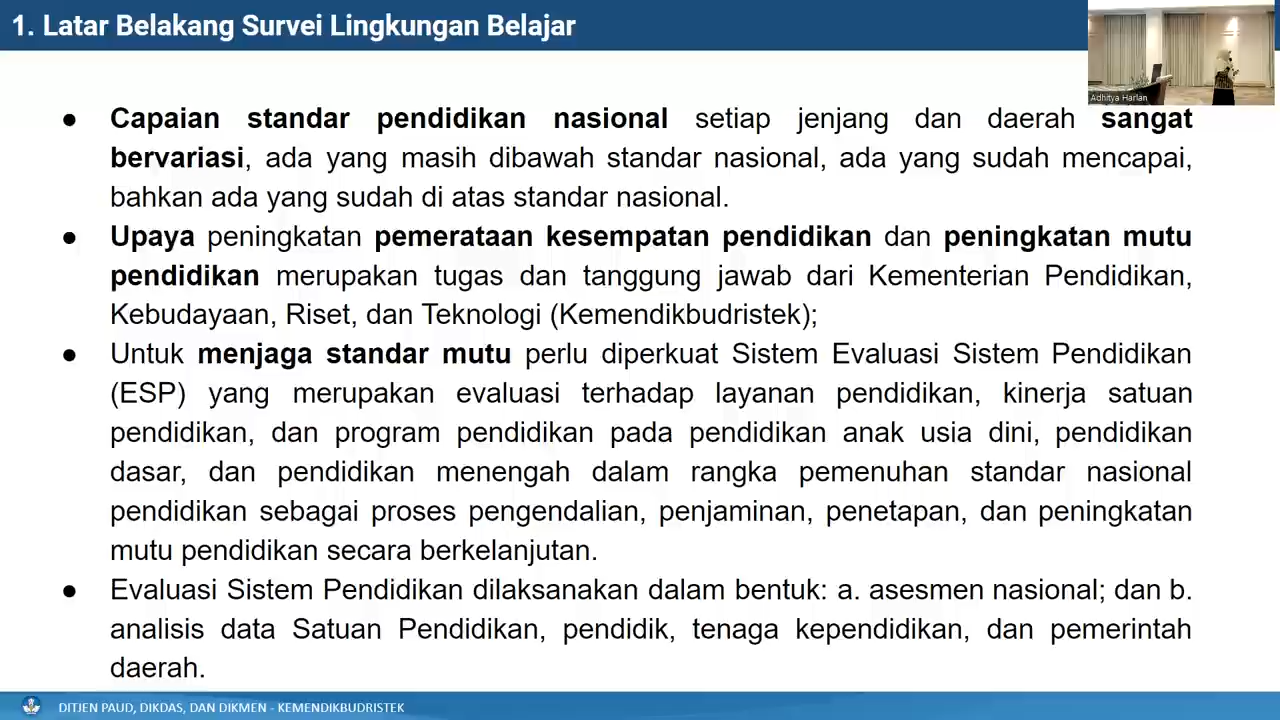 1. Latar Belakang Survei Lingkungan Belajar
Adhitya Harlan
● Capaian standar pendidikan nasional setiap jenjang dan daerah sangat
bervariasi, ada yang masih dibawah standar nasional, ada yang sudah mencapai,
bahkan ada yang sudah di atas standar nasional.
● Upaya peningkatan pemerataan kesempatan pendidikan dan peningkatan mutu
pendidikan merupakan tugas dan tanggung jawab dari Kementerian Pendidikan,
Kebudayaan, Riset, dan Teknologi (Kemendikbudristek);
● Untuk menjaga standar mutu perlu diperkuat Sistem Evaluasi Sistem Pendidikan
(ESP) yang merupakan evaluasi terhadap layanan pendidikan, kinerja satuan
pendidikan, dan program pendidikan pada pendidikan anak usia dini, pendidikan
dasar, dan pendidikan menengah dalam rangka pemenuhan standar nasional
pendidikan sebagai proses pengendalian, penjaminan, penetapan, dan peningkatan
mutu pendidikan secara berkelanjutan.
● Evaluasi Sistem Pendidikan dilaksanakan dalam bentuk: a. asesmen nasional; dan b.
analisis data Satuan Pendidikan, pendidik, tenaga kependidikan, dan pemerintah
daerah.
DITJEN PAUD, DIKDAS, DAN DIKMEN - KEMENDIKBUDRISTEK